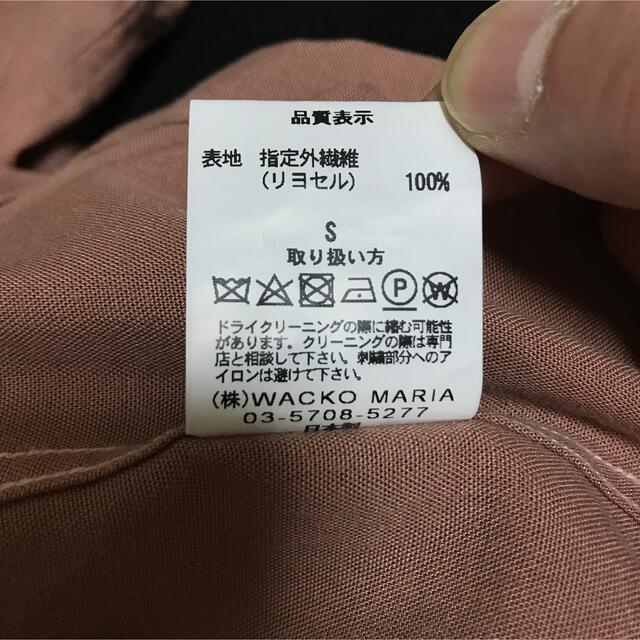 品質表示
表地 指定外繊維
(リヨセル) 100%
S
取り扱い方
P W
ドライクリーニングの際に縮む可能性
があります。クリーニングの際は専門
店と相談して下さい。刺繍部分へのア
イロンは避けて下さい。
(株)WACKO MARIA
03-5708-5277
日本製